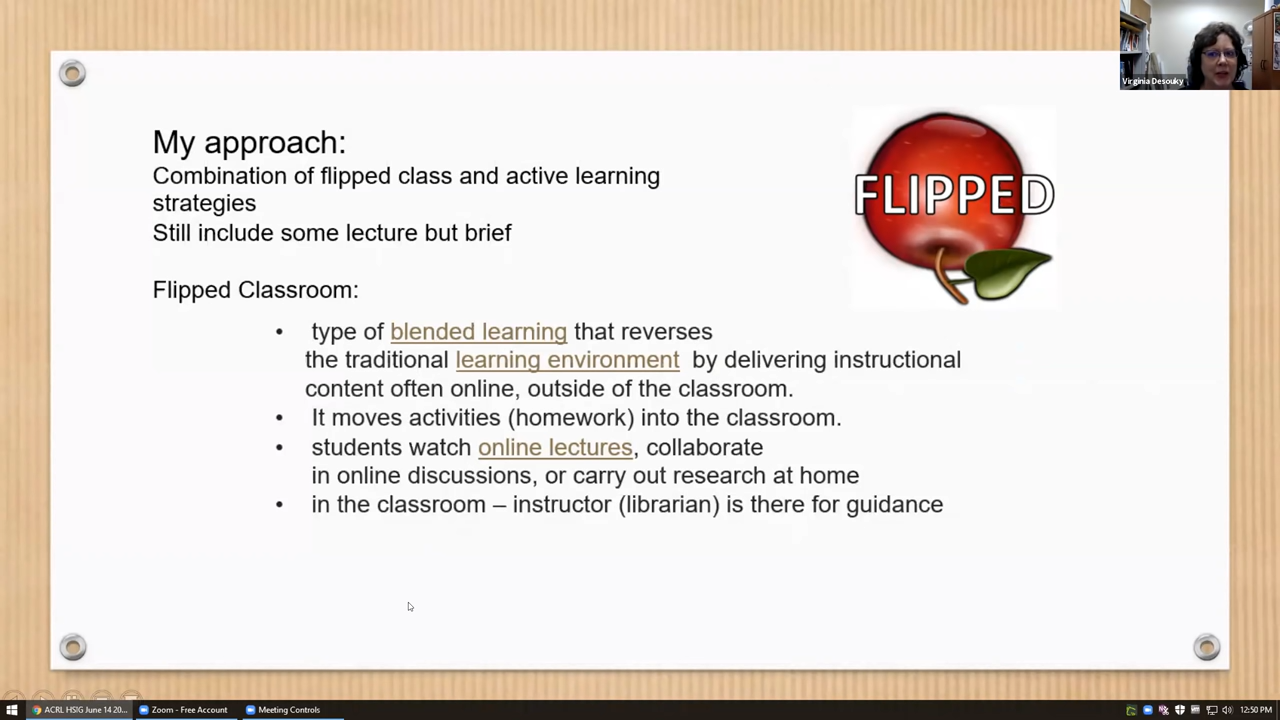 Virginia Desouky
My approach:
Combination of flipped class and active learning
strategies
Still include some lecture but brief
FLIPPED
Flipped Classroom:
• type of blended learning that reverses
the traditional learning environment by delivering instructional
content often online, outside of the classroom.
• It moves activities (homework) into the classroom.
• students watch online lectures, collaborate
in online discussions, or carry out research at home
• in the classroom – instructor (librarian) is there for guidance
ACRL HSIG June 14 20...
Zoom - Free Account
Meeting Controls
12:50 PM